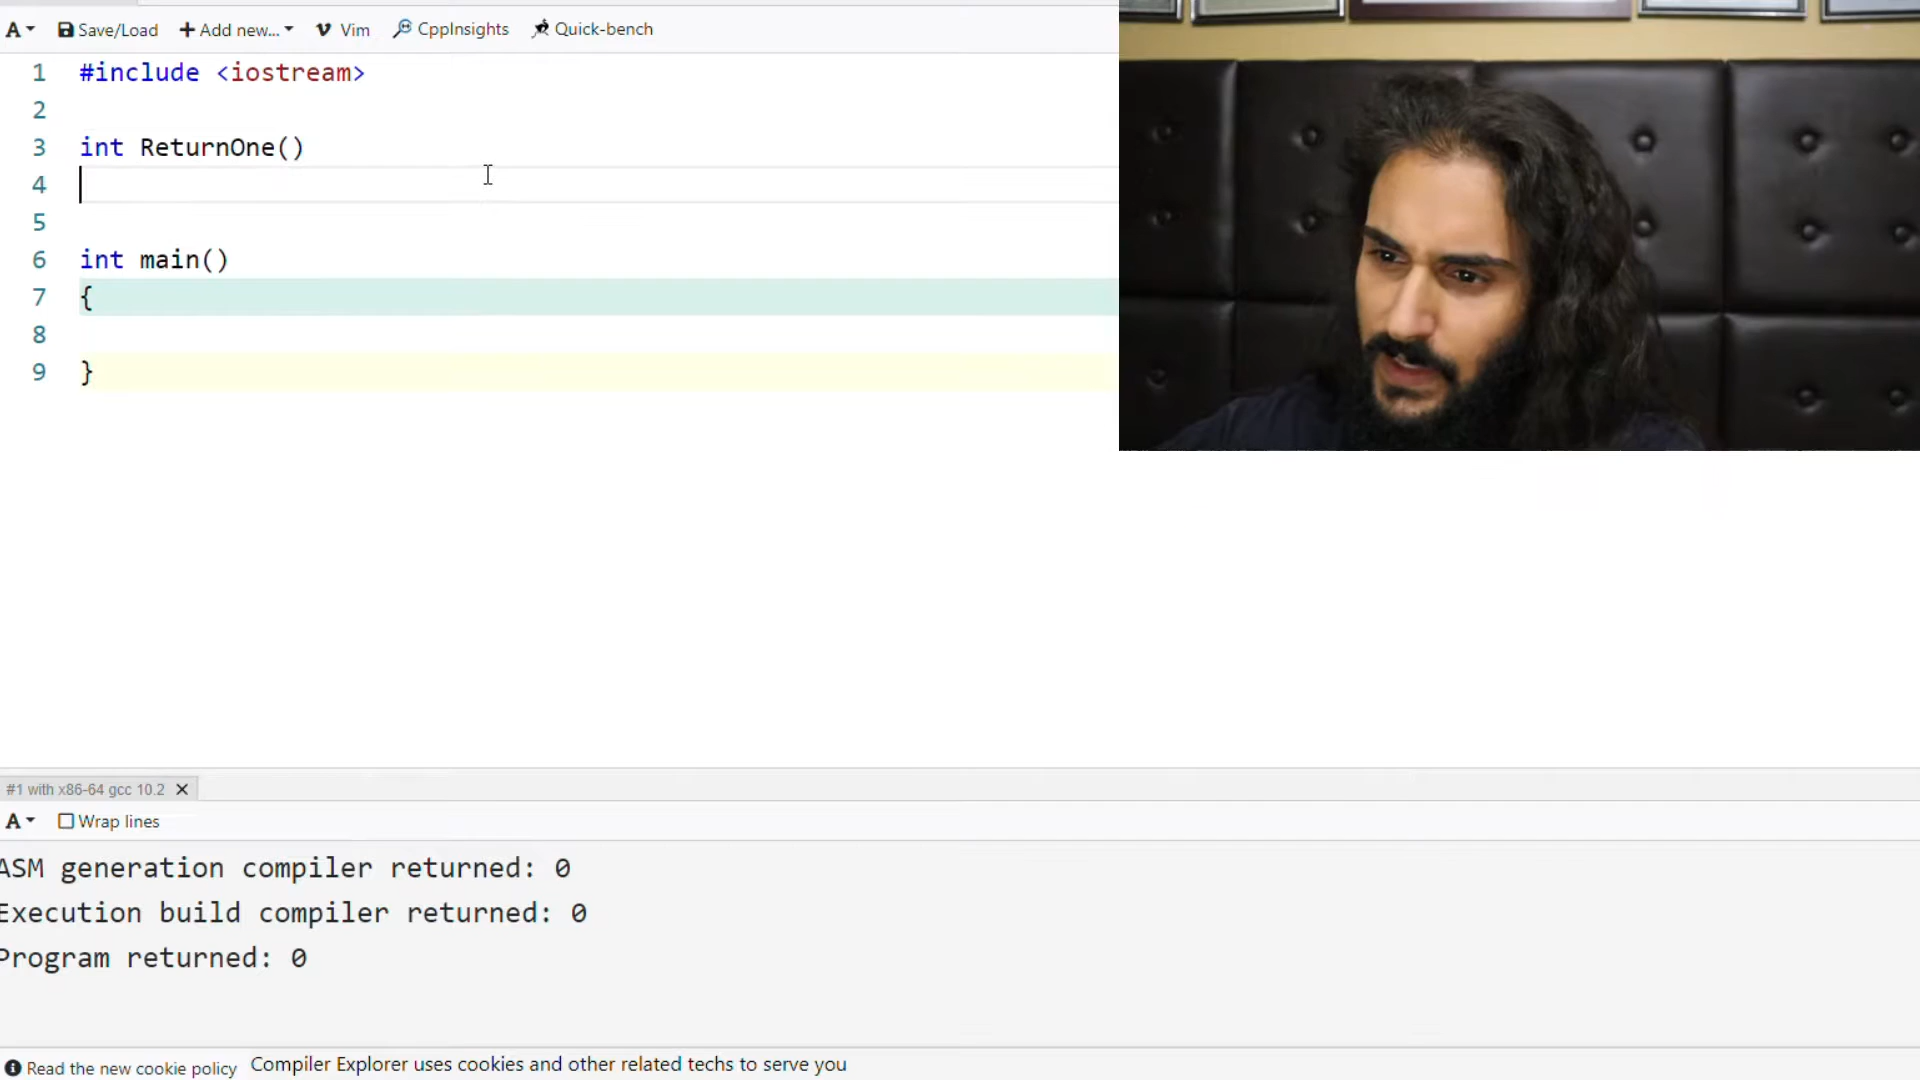 A Save/Load Add new... Vim CppInsights Quick-bench
1 #include <iostream>
2
3 int ReturnOne()
4
5
6 int main()
7 {
8
9 }
#1 with x86-64 gcc 10.2
A Wrap lines
ASM generation compiler returned: 0
Execution build compiler returned: 0
Program returned: 0
Read the new cookie policy Compiler Explorer uses cookies and other related techs to serve you